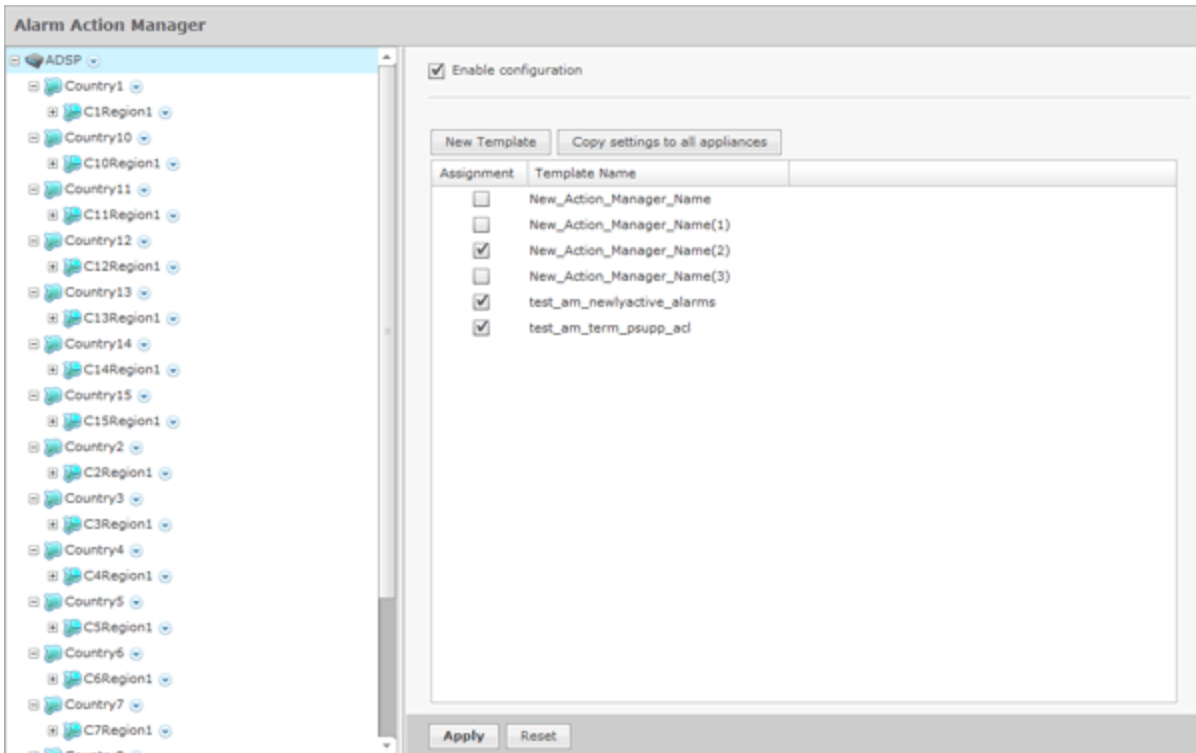 Alarm Action Manager
ADSP
Country1
C1Region1
Country10
C10Region1
Country11
C11Region1
Country12
C12Region1
Country13
C13Region1
Country14
C14Region1
Country15
C15Region1
Country2
C2Region1
Country3
C3Region1
Country4
C4Region1
Country5
C5Region1
Country6
C6Region1
Country7
C7Region1
Enable configuration
New Template
Copy settings to all appliances
Assignment
Template Name
New_Action_Manager_Name
New_Action_Manager_Name(1)
New_Action_Manager_Name(2)
New_Action_Manager_Name(3)
test_am_newlyactive_alarms
test_am_term_psupp_acl
Apply
Reset